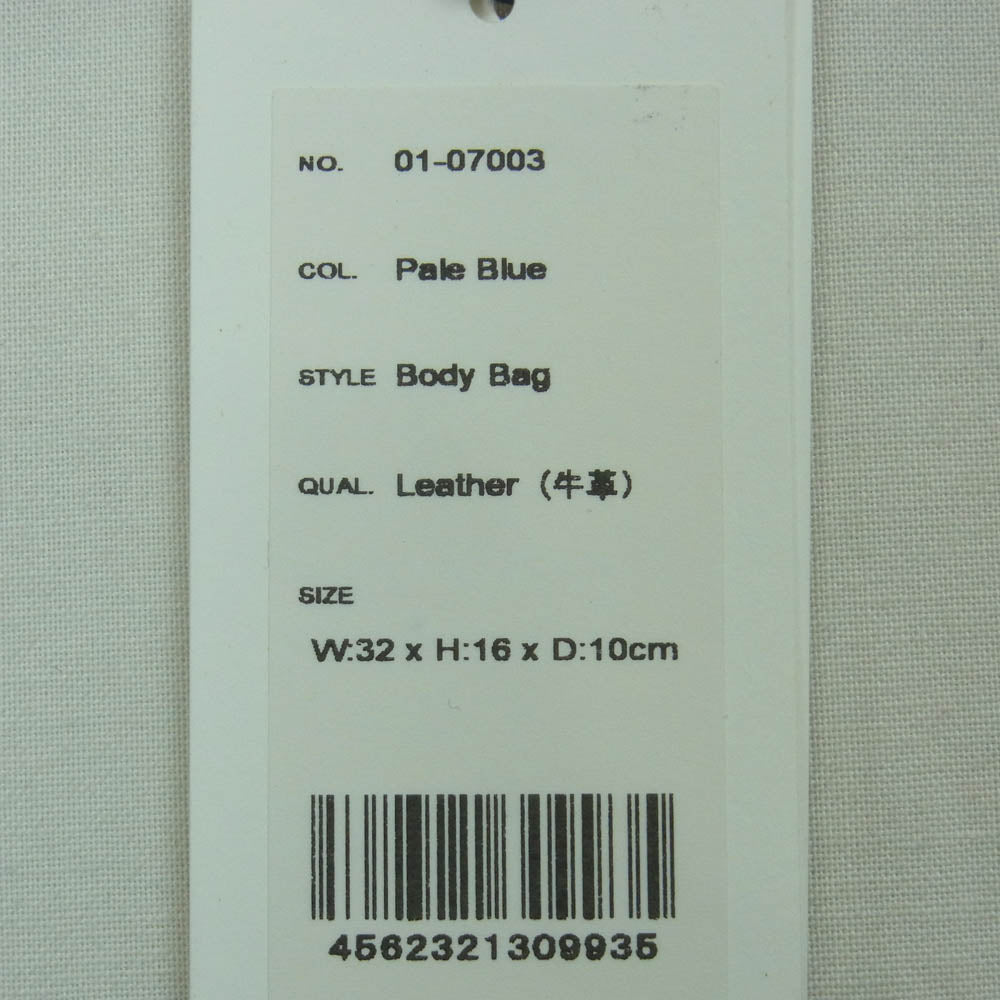 NO. 01-07003
COL. Pale Blue
STYLE Body Bag
QUAL. Leather (牛革)
SIZE
W:32 x H:16 x D:10cm
4562321309935